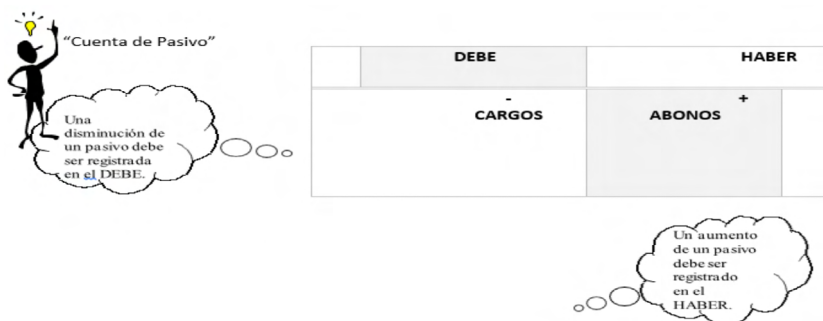 “Cuenta de Pasivo”
DEBE HABER
- +
CARGOS ABONOS
Una
disminución de
un pasivo debe
ser registrada
en el DEBE.
Un aumento
de un pasivo
debe ser
registrado
en el
HABER.